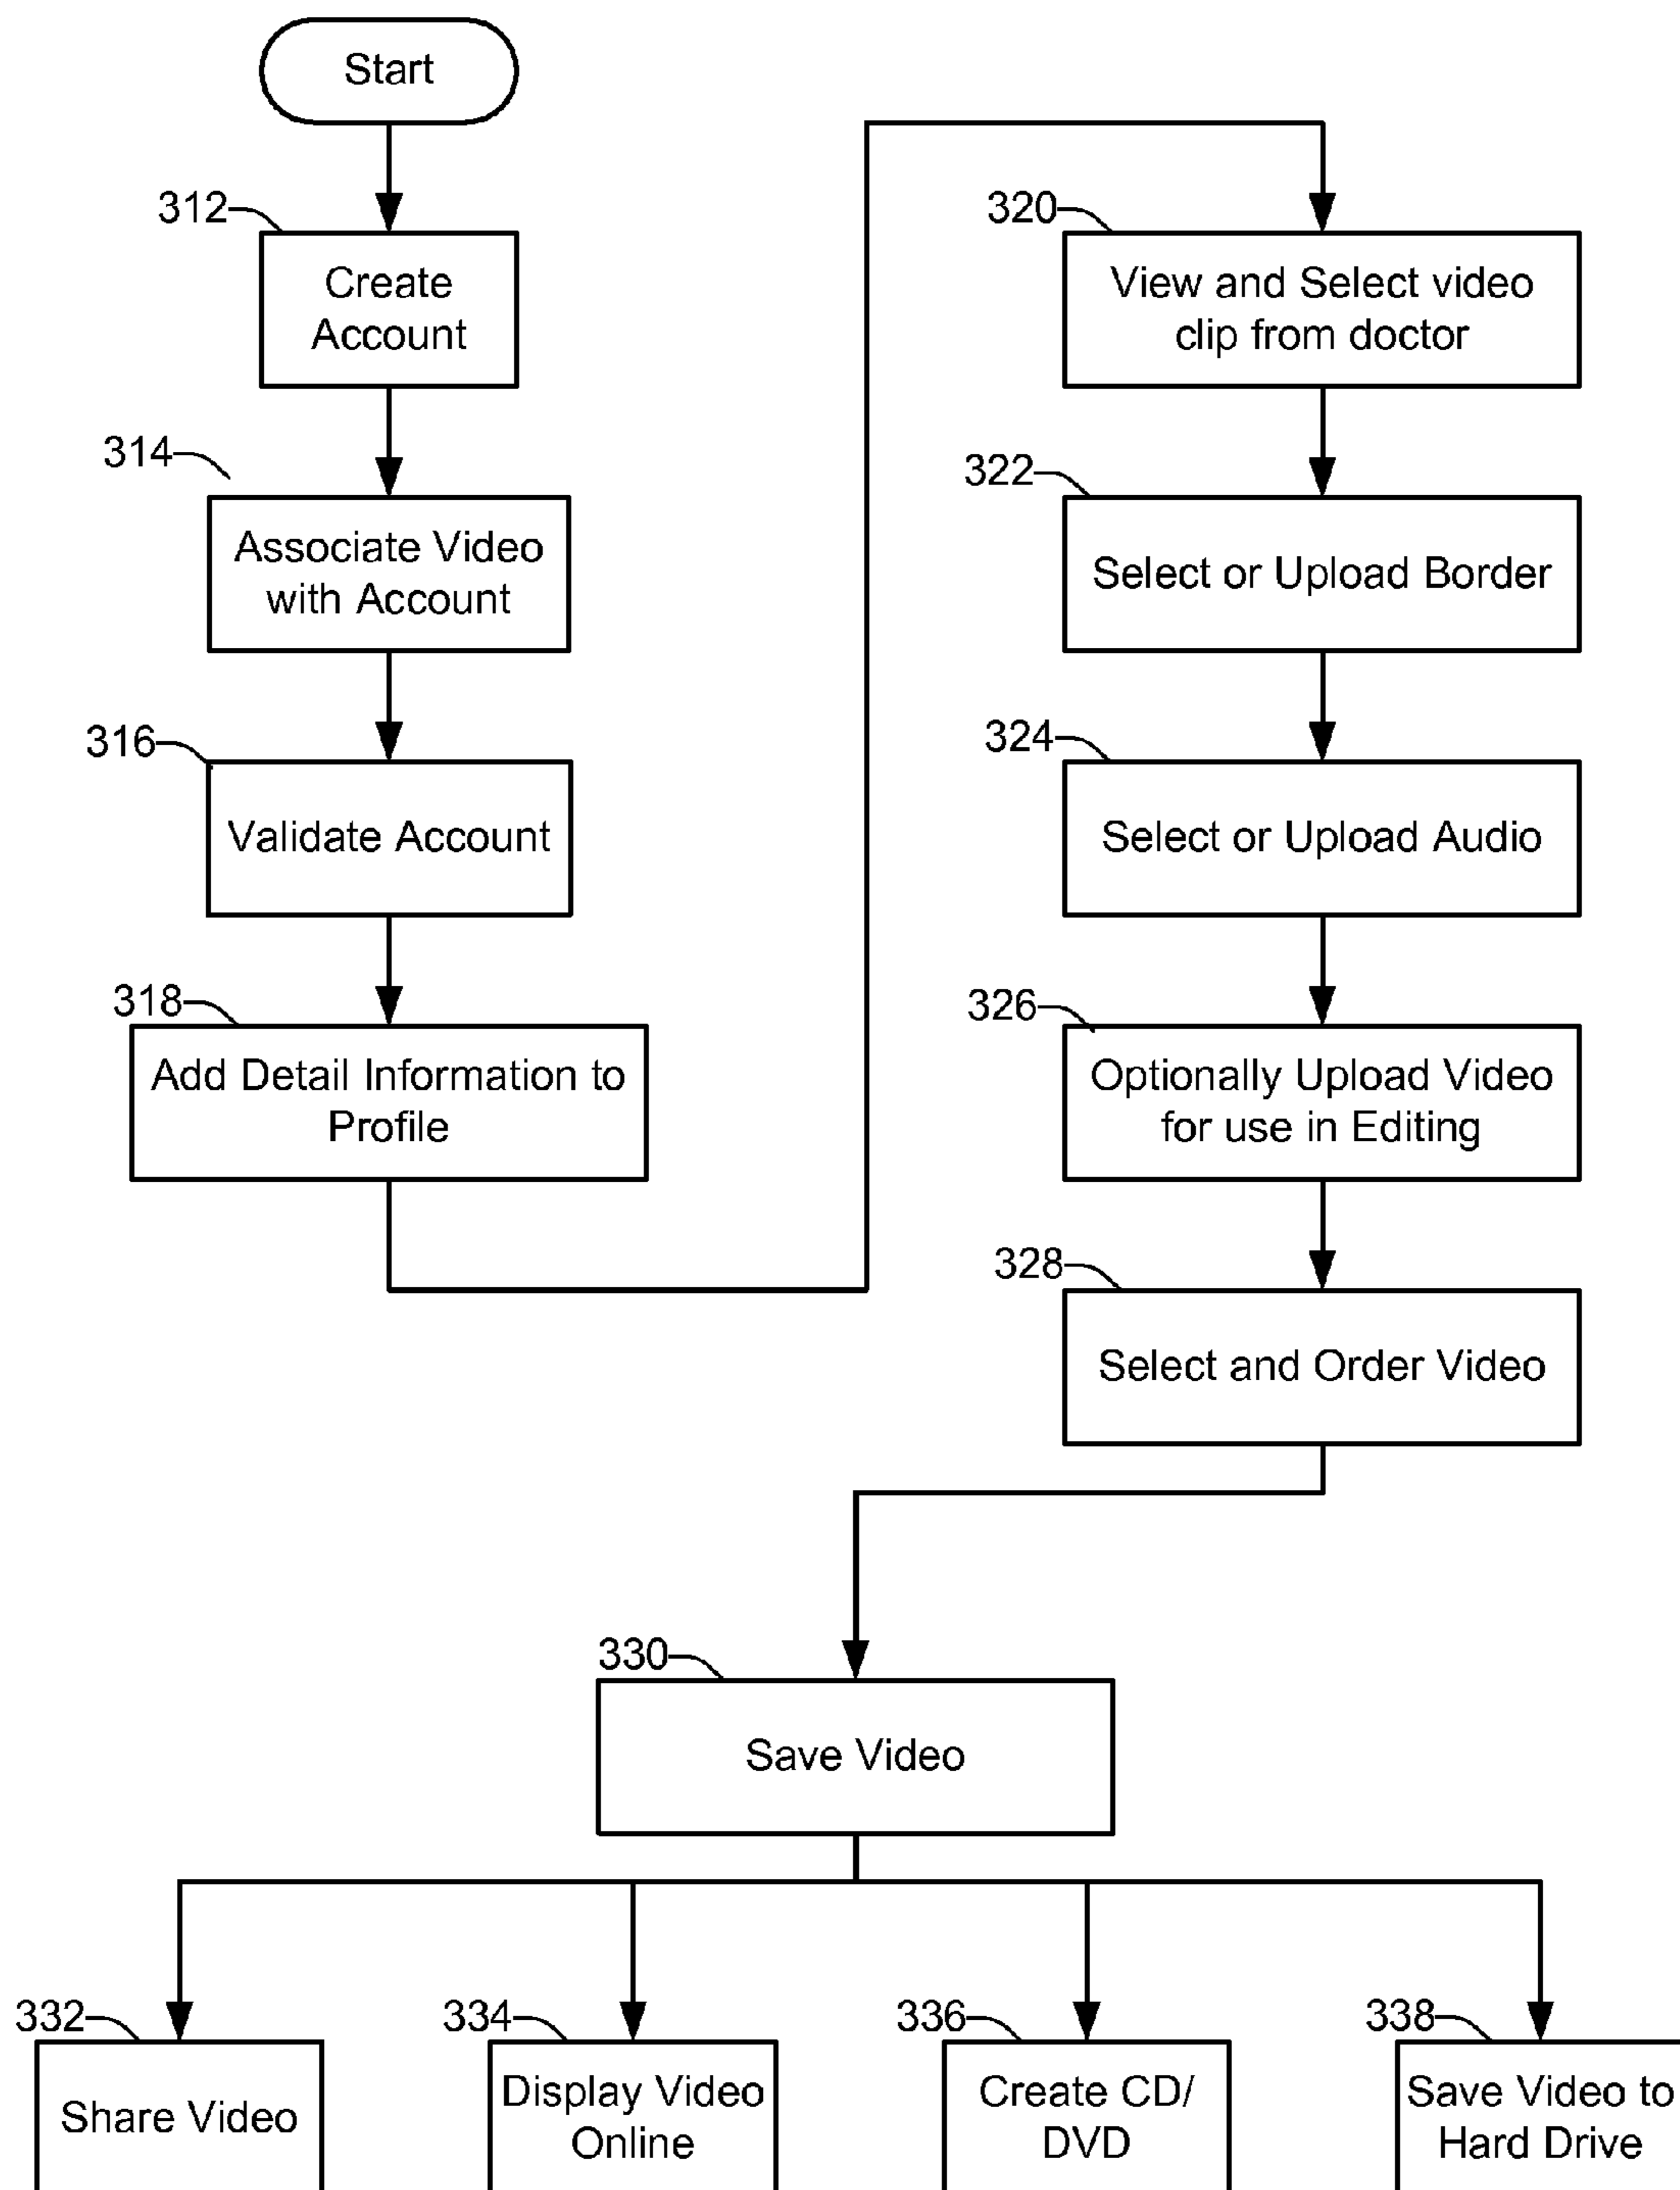 Start
312
Create
Account
314
Associate Video
with Account
316
Validate Account
318
Add Detail Information to
Profile
320
View and Select video
clip from doctor
322
Select or Upload Border
324
Select or Upload Audio
326
Optionally Upload Video
for use in Editing
328
Select and Order Video
330
Save Video
332
Share Video
334
Display Video
Online
336
Create CD/
DVD
338
Save Video to
Hard Drive